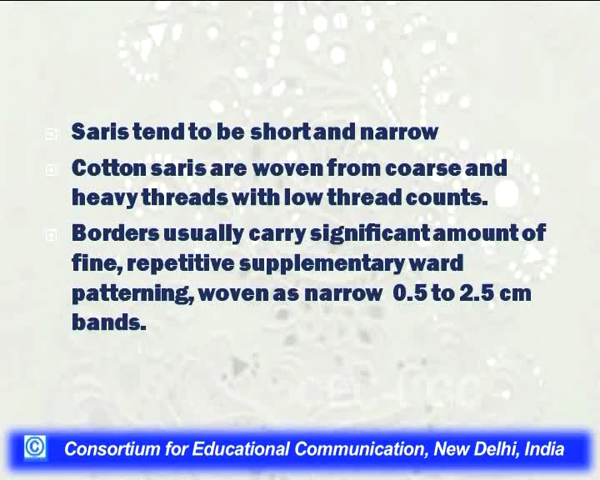 Saris tend to be short and narrow
Cotton saris are woven from coarse and
heavy threads with low thread counts.
Borders usually carry significant amount of
fine, repetitive supplementary ward
patterning, woven as narrow 0.5 to 2.5 cm
bands.
© Consortium for Educational Communication, New Delhi, India